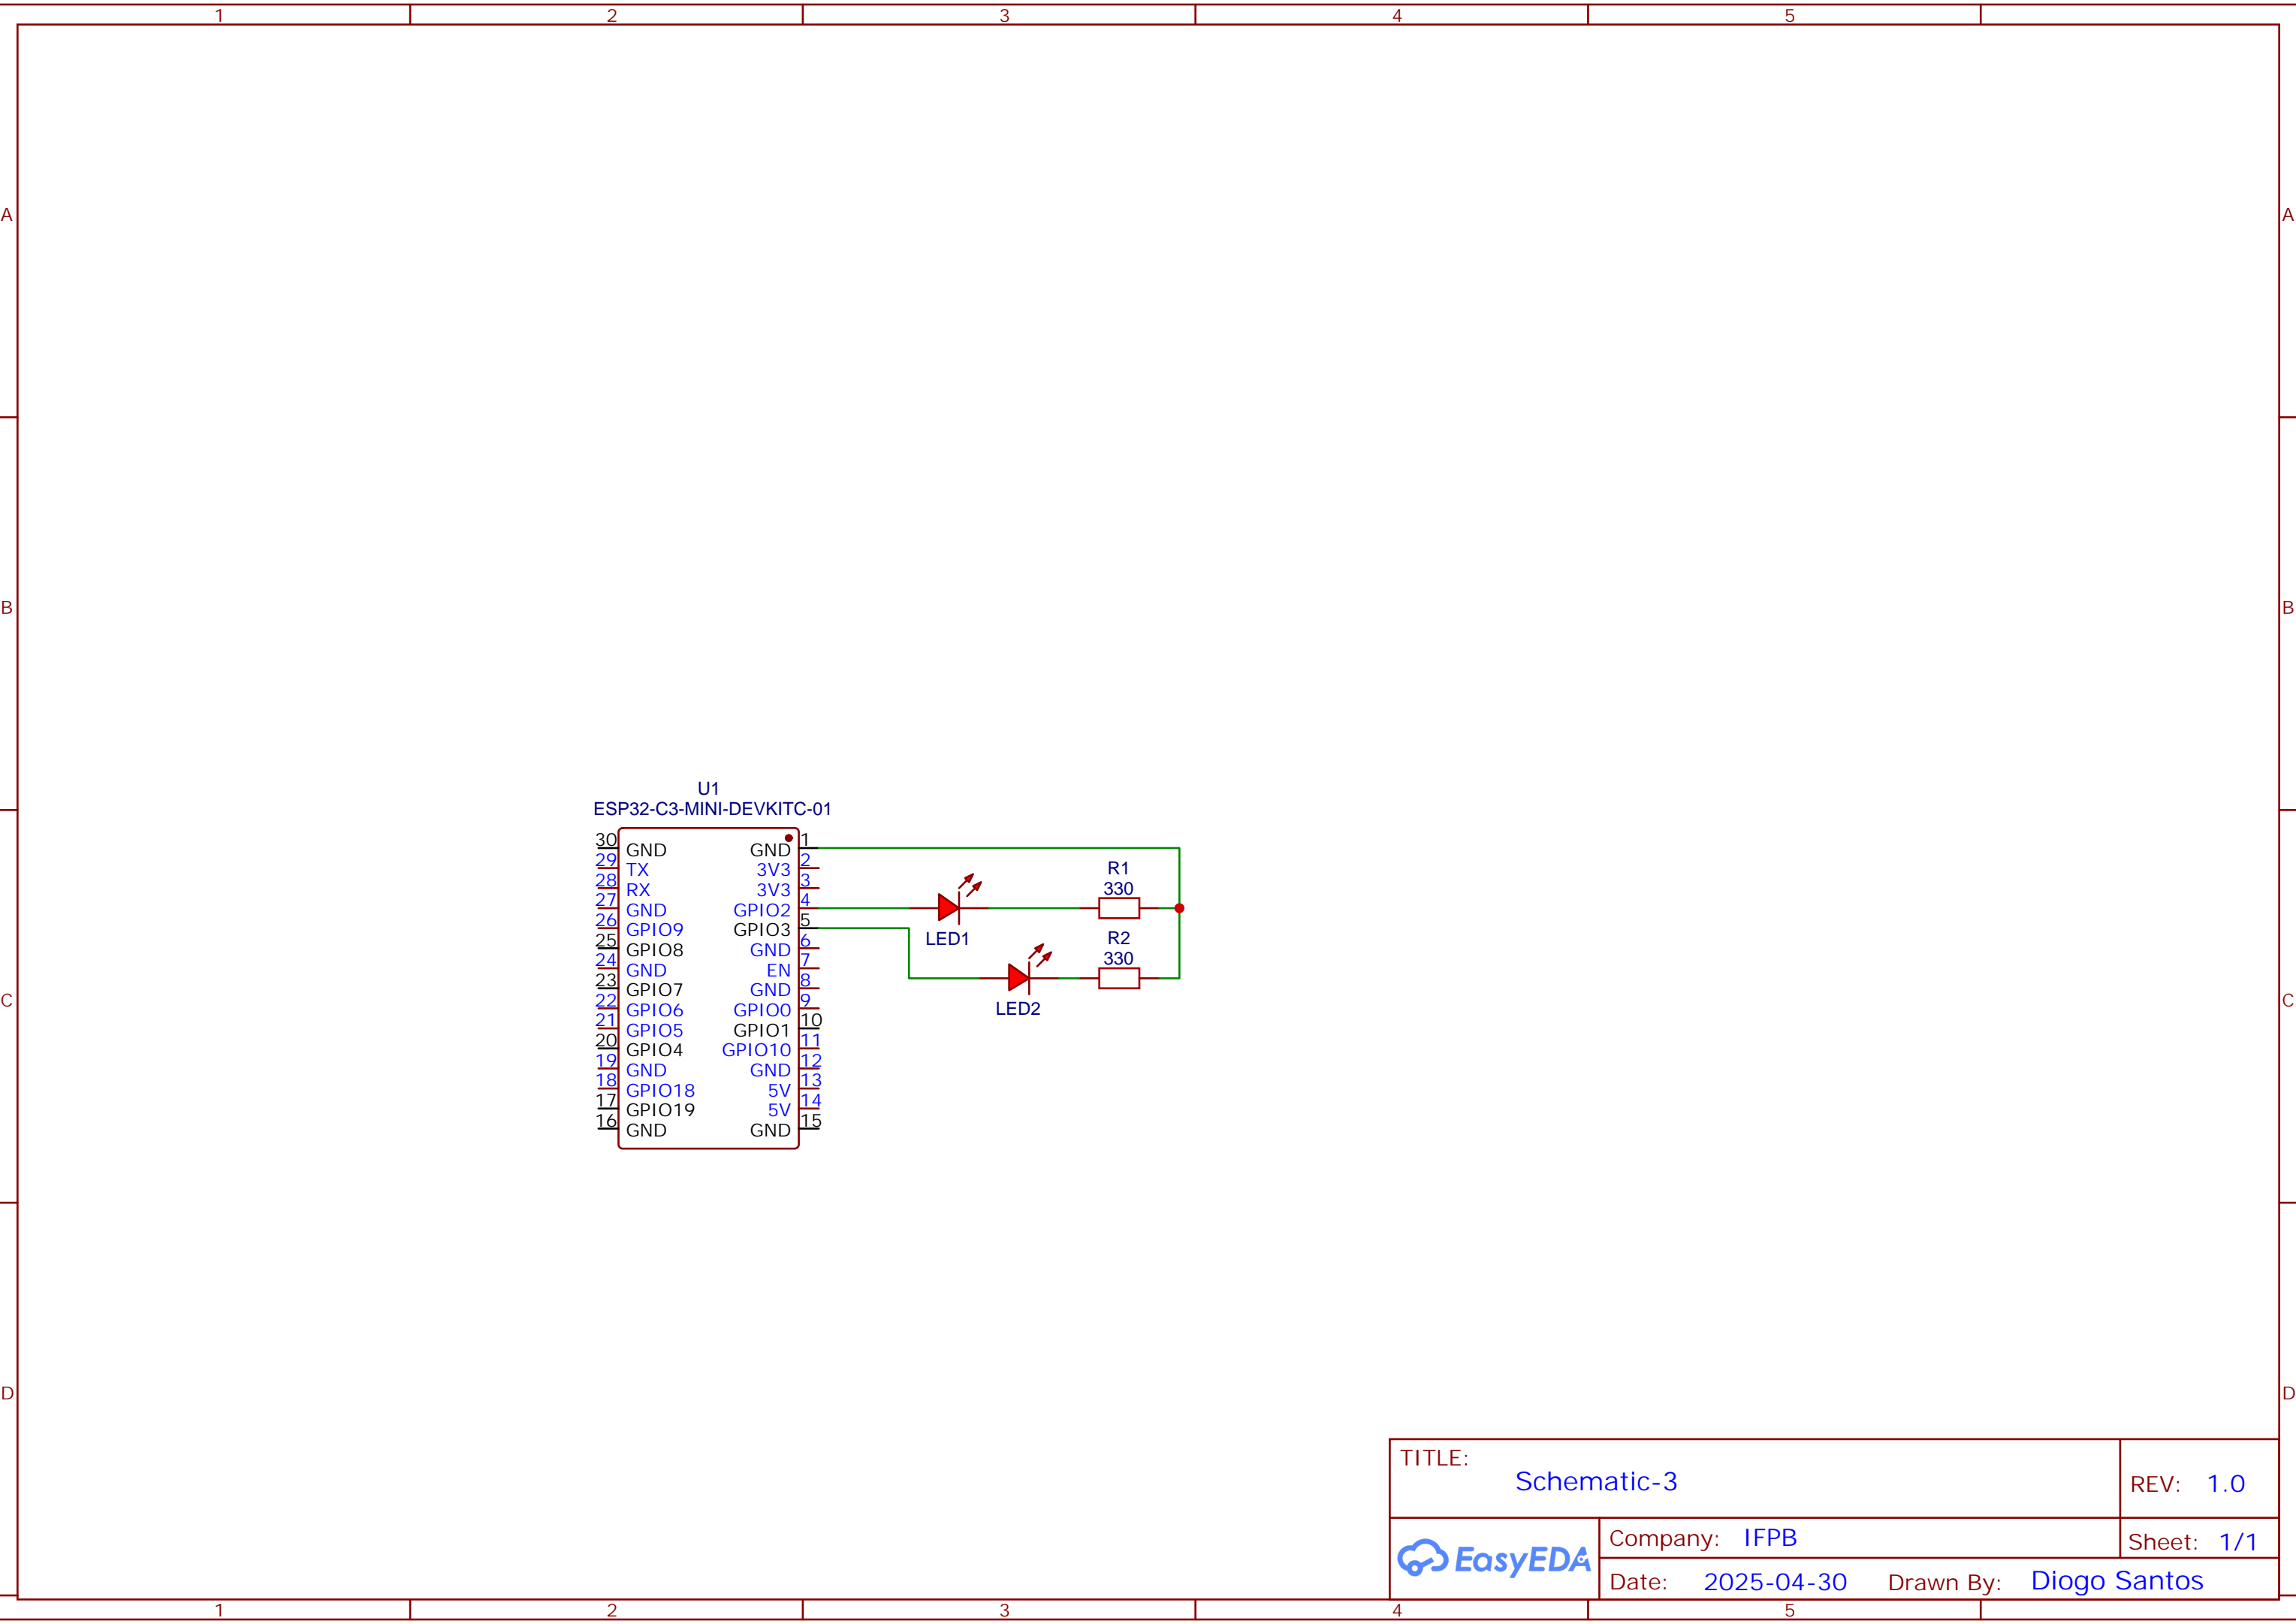 1 2 3 4 5
A A
B B
C C
D D
U1
ESP32-C3-MINI-DEVKITC-01
30 GND GND 1
29 TX 3V3 2
28 RX 3V3 3
27 GND GPIO2 4
26 GPIO9 GPIO3 5
25 GPIO8 GND 6
24 GND EN 7
23 GPIO7 GND 8
22 GPIO6 GPIO0 9
21 GPIO5 GPIO1 10
20 GPIO4 GPIO10 11
19 GND GND 12
18 GPIO18 5V 13
17 GPIO19 5V 14
16 GND GND 15
R1
330
LED1
R2
330
LED2
TITLE:
Schematic-3
REV: 1.0
EasyEDA
Company: IFPB
Sheet: 1/1
Date: 2025-04-30 Drawn By: Diogo Santos
1 2 3 4 5